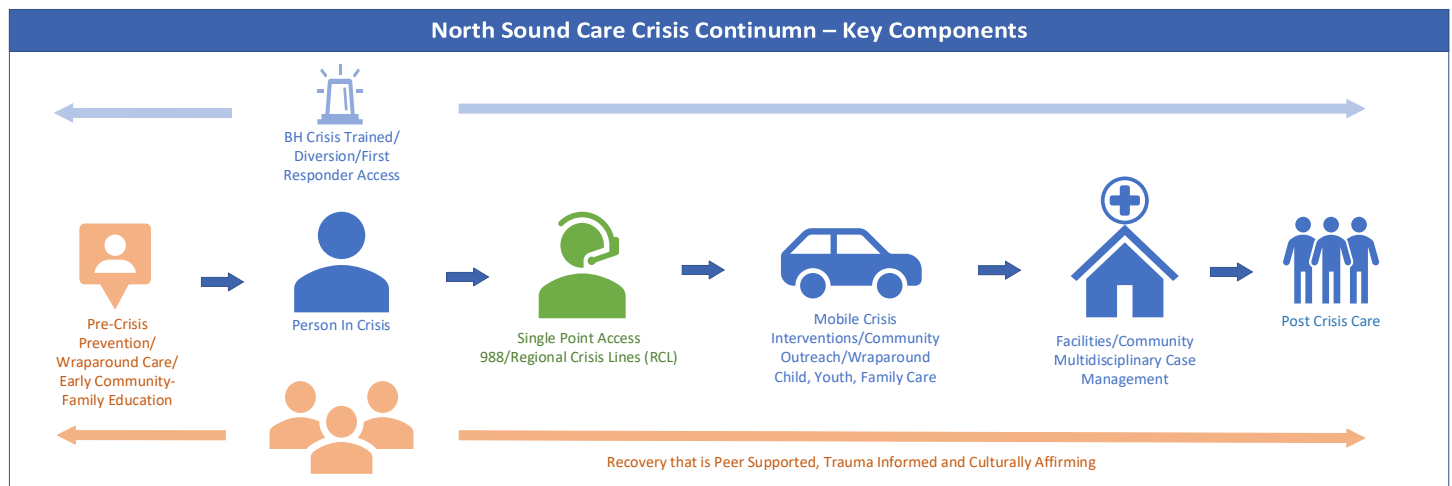 North Sound Care Crisis Continumn – Key Components
BH Crisis Trained/
Diversion/First
Responder Access
Pre-Crisis
Prevention/
Wraparound Care/
Early Community-
Family Education
Person In Crisis
Single Point Access
988/Regional Crisis Lines (RCL)
Mobile Crisis
Interventions/Community
Outreach/Wraparound
Child, Youth, Family Care
Facilities/Community
Multidisciplinary Case
Management
Post Crisis Care
Recovery that is Peer Supported, Trauma Informed and Culturally Affirming